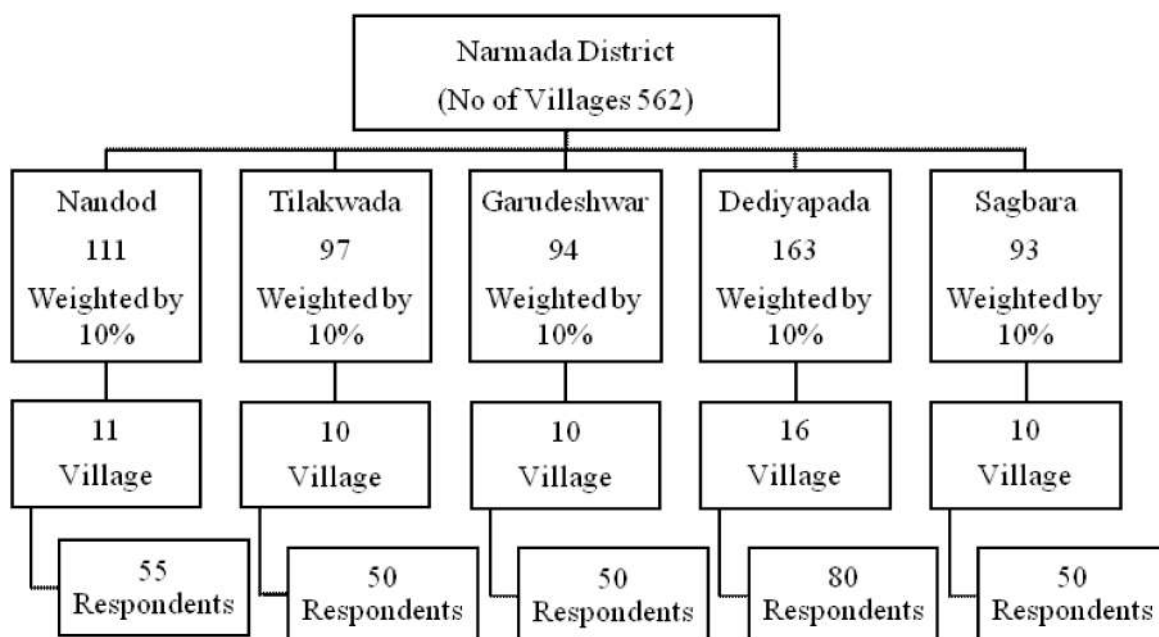 Narmada District
(No of Villages 562)
Nandod
111
Weighted by
10%
Tilakwada
97
Weighted by
10%
Garudeshwar
94
Weighted by
10%
Dediyapada
163
Weighted by
10%
Sagbara
93
Weighted by
10%
11
Village
10
Village
10
Village
16
Village
10
Village
55
Respondents
50
Respondents
50
Respondents
80
Respondents
50
Respondents